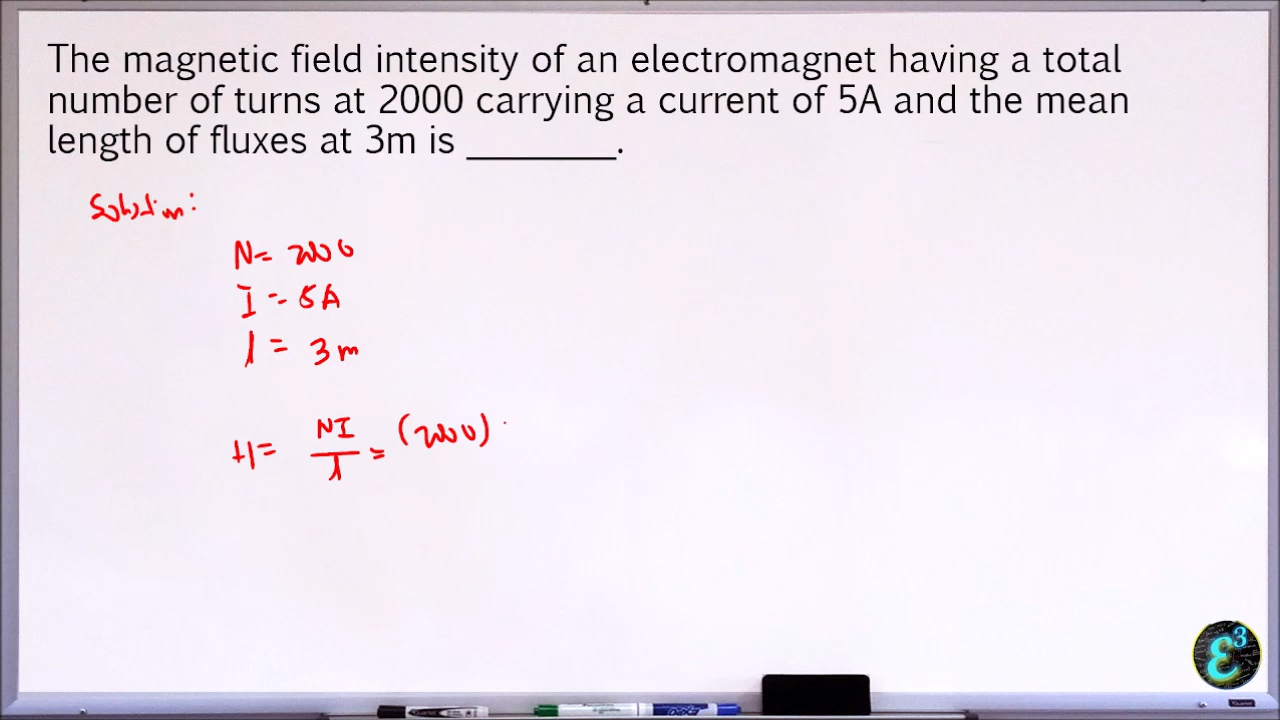 The magnetic field intensity of an electromagnet having a total
number of turns at 2000 carrying a current of 5A and the mean
length of fluxes at 3m is ________.
Solution:
N= 2000
I = 5A
l = 3m
H= NI/l = (2000)
ε³